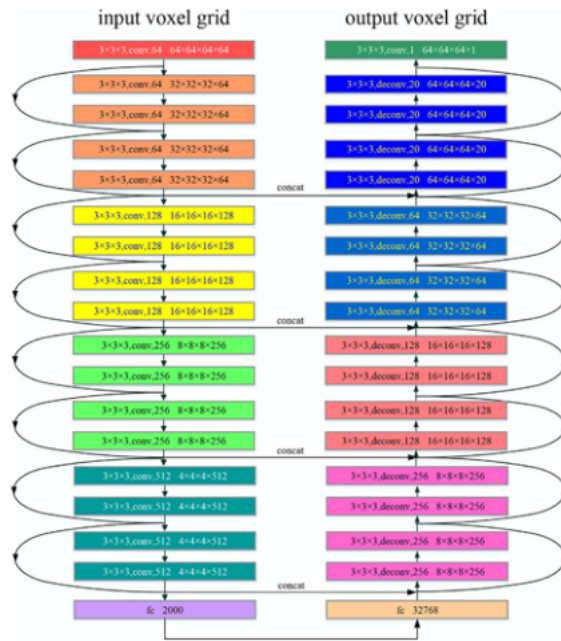 input voxel grid
3×3×3,conv,64 64×64×64×64
3×3×3,conv,64 32×32×32×64
3×3×3,conv,64 32×32×32×64
3×3×3,conv,64 32×32×32×64
3×3×3,conv,64 32×32×32×64
3×3×3,conv,128 16×16×16×128
3×3×3,conv,128 16×16×16×128
3×3×3,conv,128 16×16×16×128
3×3×3,conv,128 16×16×16×128
3×3×3,conv,256 8×8×8×256
3×3×3,conv,256 8×8×8×256
3×3×3,conv,256 8×8×8×256
3×3×3,conv,256 8×8×8×256
3×3×3,conv,512 4×4×4×512
3×3×3,conv,512 4×4×4×512
3×3×3,conv,512 4×4×4×512
3×3×3,conv,512 4×4×4×512
fc 2000
concat
concat
concat
concat
output voxel grid
3×3×3,conv,1 64×64×64×1
3×3×3,deconv,20 64×64×64×20
3×3×3,deconv,20 64×64×64×20
3×3×3,deconv,20 64×64×64×20
3×3×3,deconv,20 64×64×64×20
3×3×3,deconv,64 32×32×32×64
3×3×3,deconv,64 32×32×32×64
3×3×3,deconv,64 32×32×32×64
3×3×3,deconv,64 32×32×32×64
3×3×3,deconv,128 16×16×16×128
3×3×3,deconv,128 16×16×16×128
3×3×3,deconv,128 16×16×16×128
3×3×3,deconv,128 16×16×16×128
3×3×3,deconv,256 8×8×8×256
3×3×3,deconv,256 8×8×8×256
3×3×3,deconv,256 8×8×8×256
3×3×3,deconv,256 8×8×8×256
fc 32768